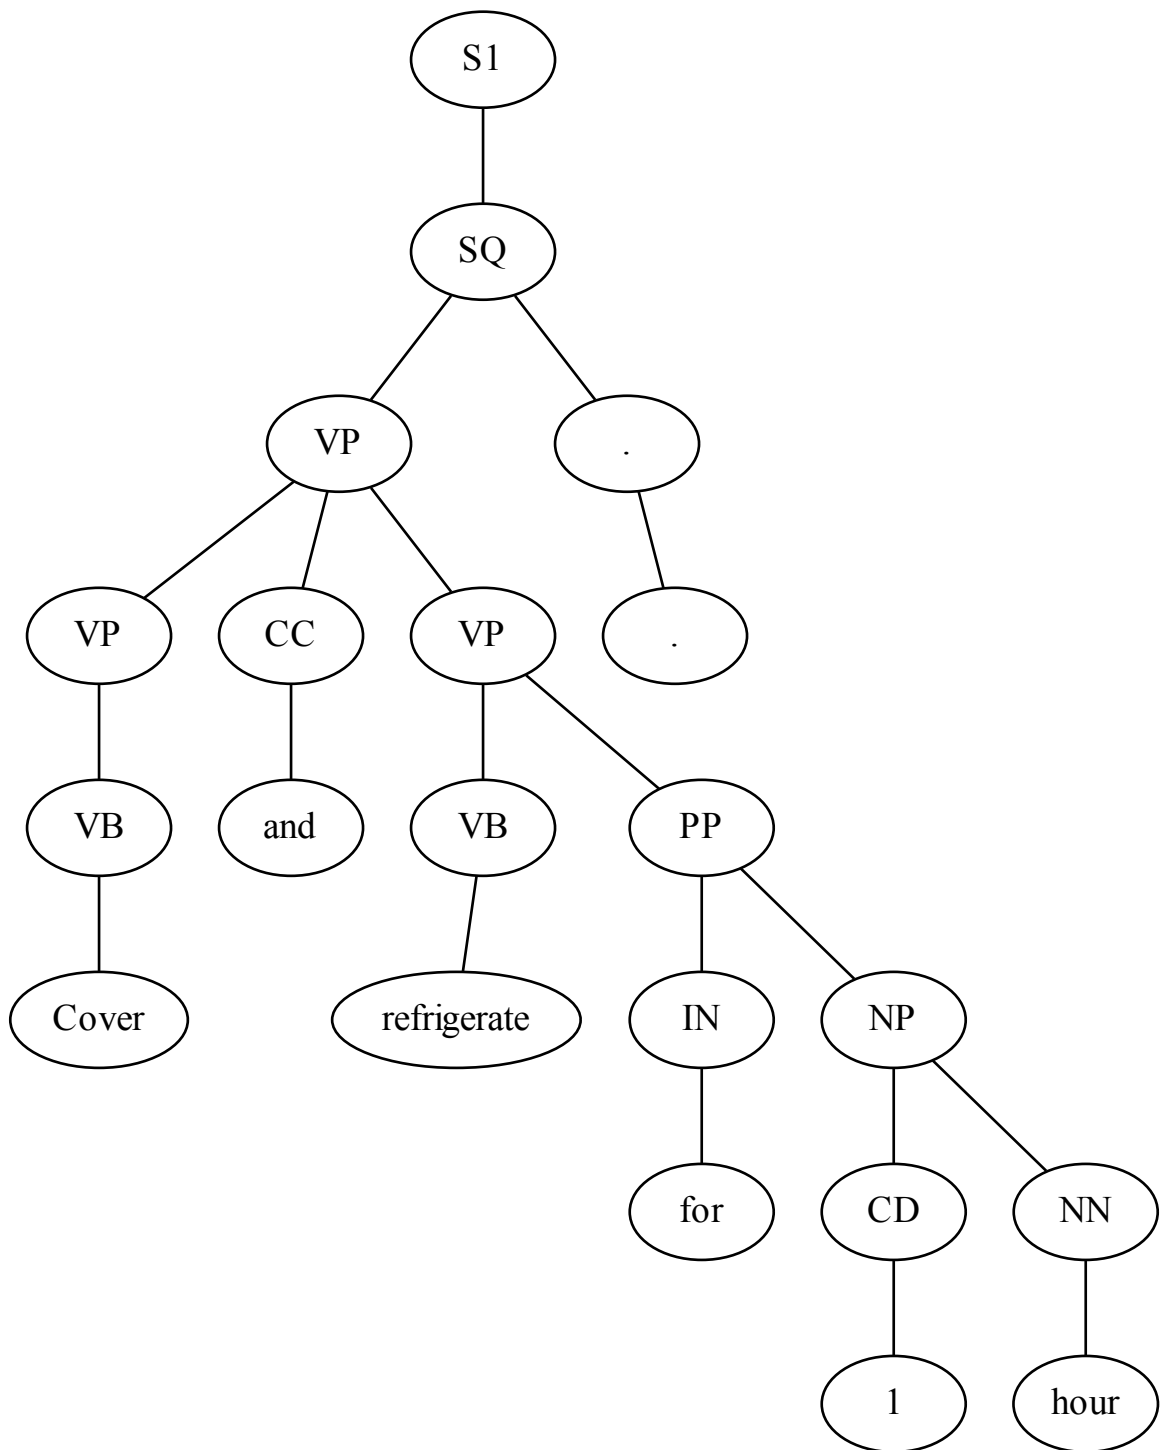 S1
SQ
VP .
VP CC VP .
VB and VB PP
Cover refrigerate IN NP
for CD NN
1 hour